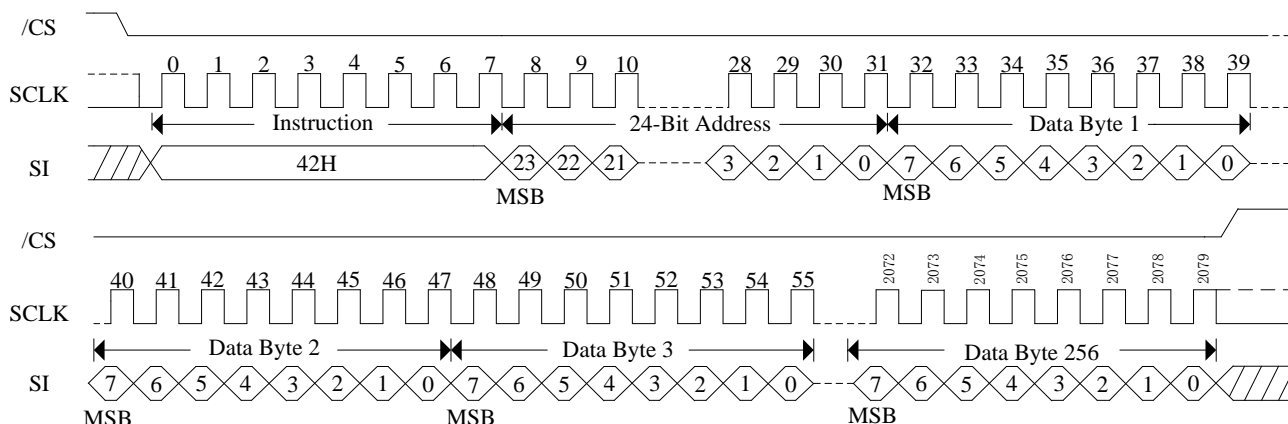 /CS
0 1 2 3 4 5 6 7 8 9 10 28 29 30 31 32 33 34 35 36 37 38 39
SCLK
Instruction 24-Bit Address Data Byte 1
SI 42H 23 22 21 3 2 1 0 7 6 5 4 3 2 1 0
MSB MSB
/CS
40 41 42 43 44 45 46 47 48 49 50 51 52 53 54 55 2072 2073 2074 2075 2076 2077 2078 2079
SCLK
Data Byte 2 Data Byte 3 Data Byte 256
SI 7 6 5 4 3 2 1 0 7 6 5 4 3 2 1 0 7 6 5 4 3 2 1 0
MSB MSB MSB